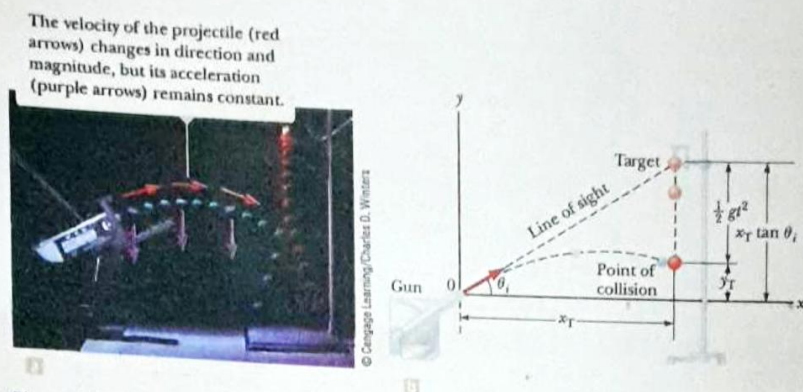 The velocity of the projectile (red
arrows) changes in direction and
magnitude, but its acceleration
(purple arrows) remains constant.
© Cengage Learning/Charles D. Winters
a
y
Target
Line of sight
½ gt²
x_T tan θ_i
Point of
collision
y_T
Gun
0
θ_i
x
x_T
b